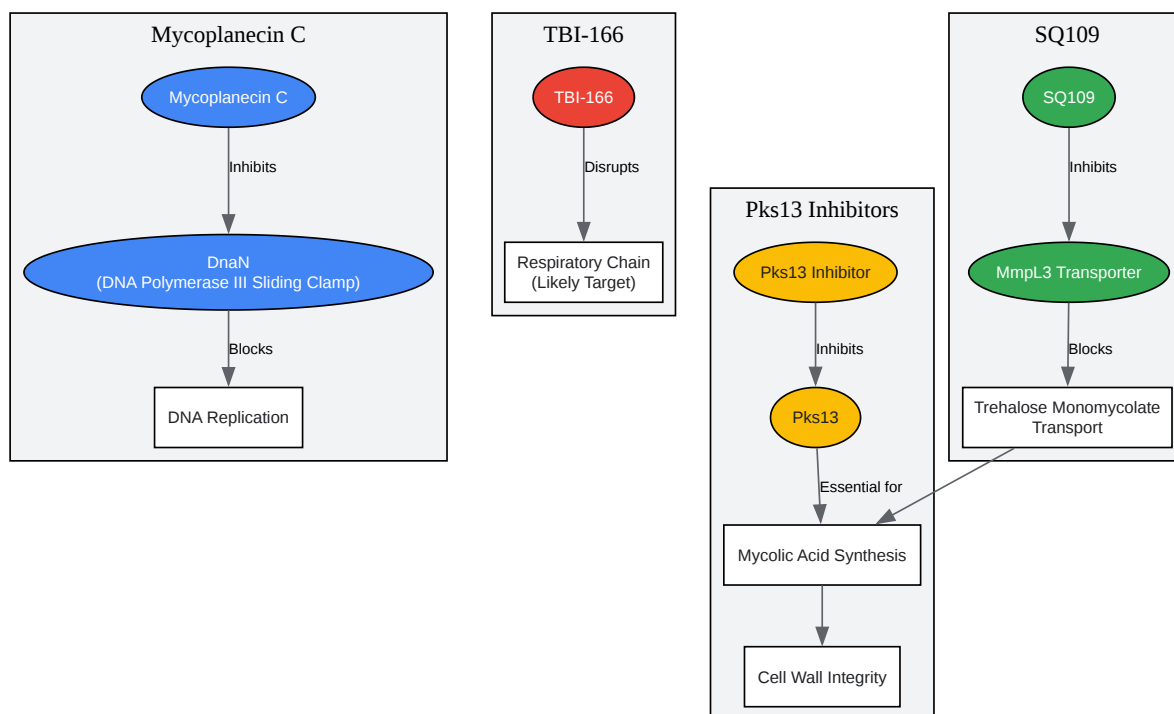 Mycoplanecin C
Mycoplanecin C
Inhibits
DnaN
(DNA Polymerase III Sliding Clamp)
Blocks
DNA Replication
TBI-166
TBI-166
Disrupts
Respiratory Chain
(Likely Target)
Pks13 Inhibitors
Pks13 Inhibitor
Inhibits
Pks13
Essential for
Mycolic Acid Synthesis
Cell Wall Integrity
SQ109
SQ109
Inhibits
MmpL3 Transporter
Blocks
Trehalose Monomycolate
Transport